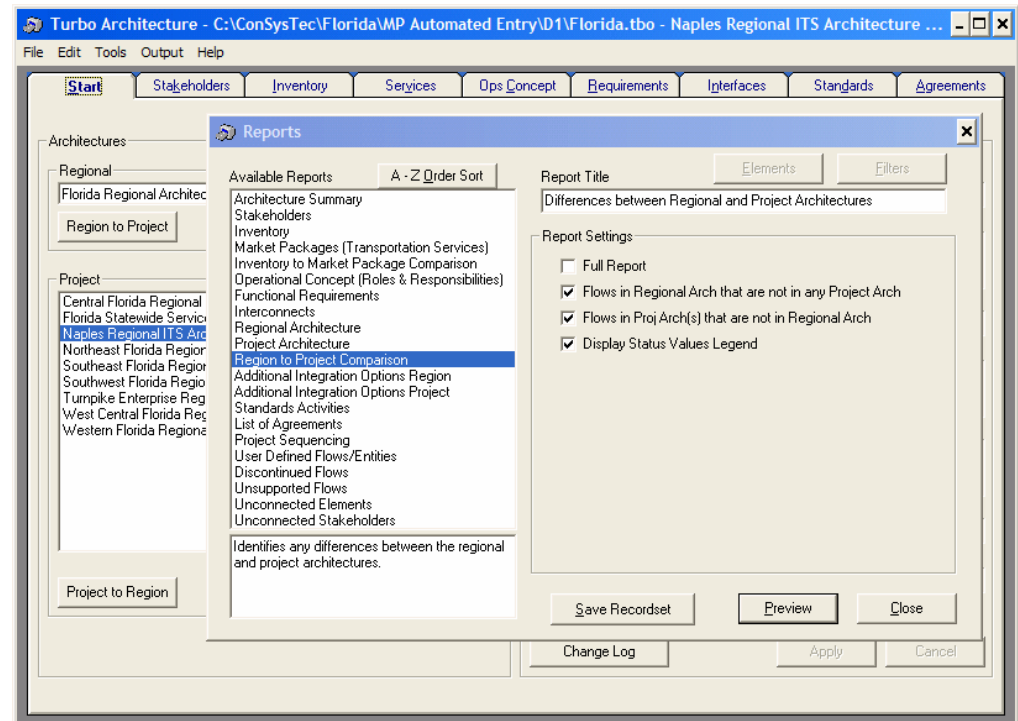 Turbo Architecture - C:\ConSysTec\Florida\MP Automated Entry\D1\Florida.tbo - Naples Regional ITS Architecture ...
File Edit Tools Output Help
Start Stakeholders Inventory Services Ops Concept Requirements Interfaces Standards Agreements
Architectures
Regional
Florida Regional Architec
Region to Project
Project
Central Florida Regional
Florida Statewide Servic
Naples Regional ITS Arc
Northeast Florida Region
Southeast Florida Region
Southwest Florida Regio
Turnpike Enterprise Reg
West Central Florida Reg
Western Florida Regiona
Project to Region
Reports
Available Reports
A - Z Order Sort
Architecture Summary
Stakeholders
Inventory
Market Packages (Transportation Services)
Inventory to Market Package Comparison
Operational Concept (Roles & Responsibilities)
Functional Requirements
Interconnects
Regional Architecture
Project Architecture
Region to Project Comparison
Additional Integration Options Region
Additional Integration Options Project
Standards Activities
List of Agreements
Project Sequencing
User Defined Flows/Entities
Discontinued Flows
Unsupported Flows
Unconnected Elements
Unconnected Stakeholders
Identifies any differences between the regional
and project architectures.
Elements Filters
Report Title
Differences between Regional and Project Architectures
Report Settings
Full Report
Flows in Regional Arch that are not in any Project Arch
Flows in Proj Arch(s) that are not in Regional Arch
Display Status Values Legend
Save Recordset Preview Close
Change Log Apply Cancel